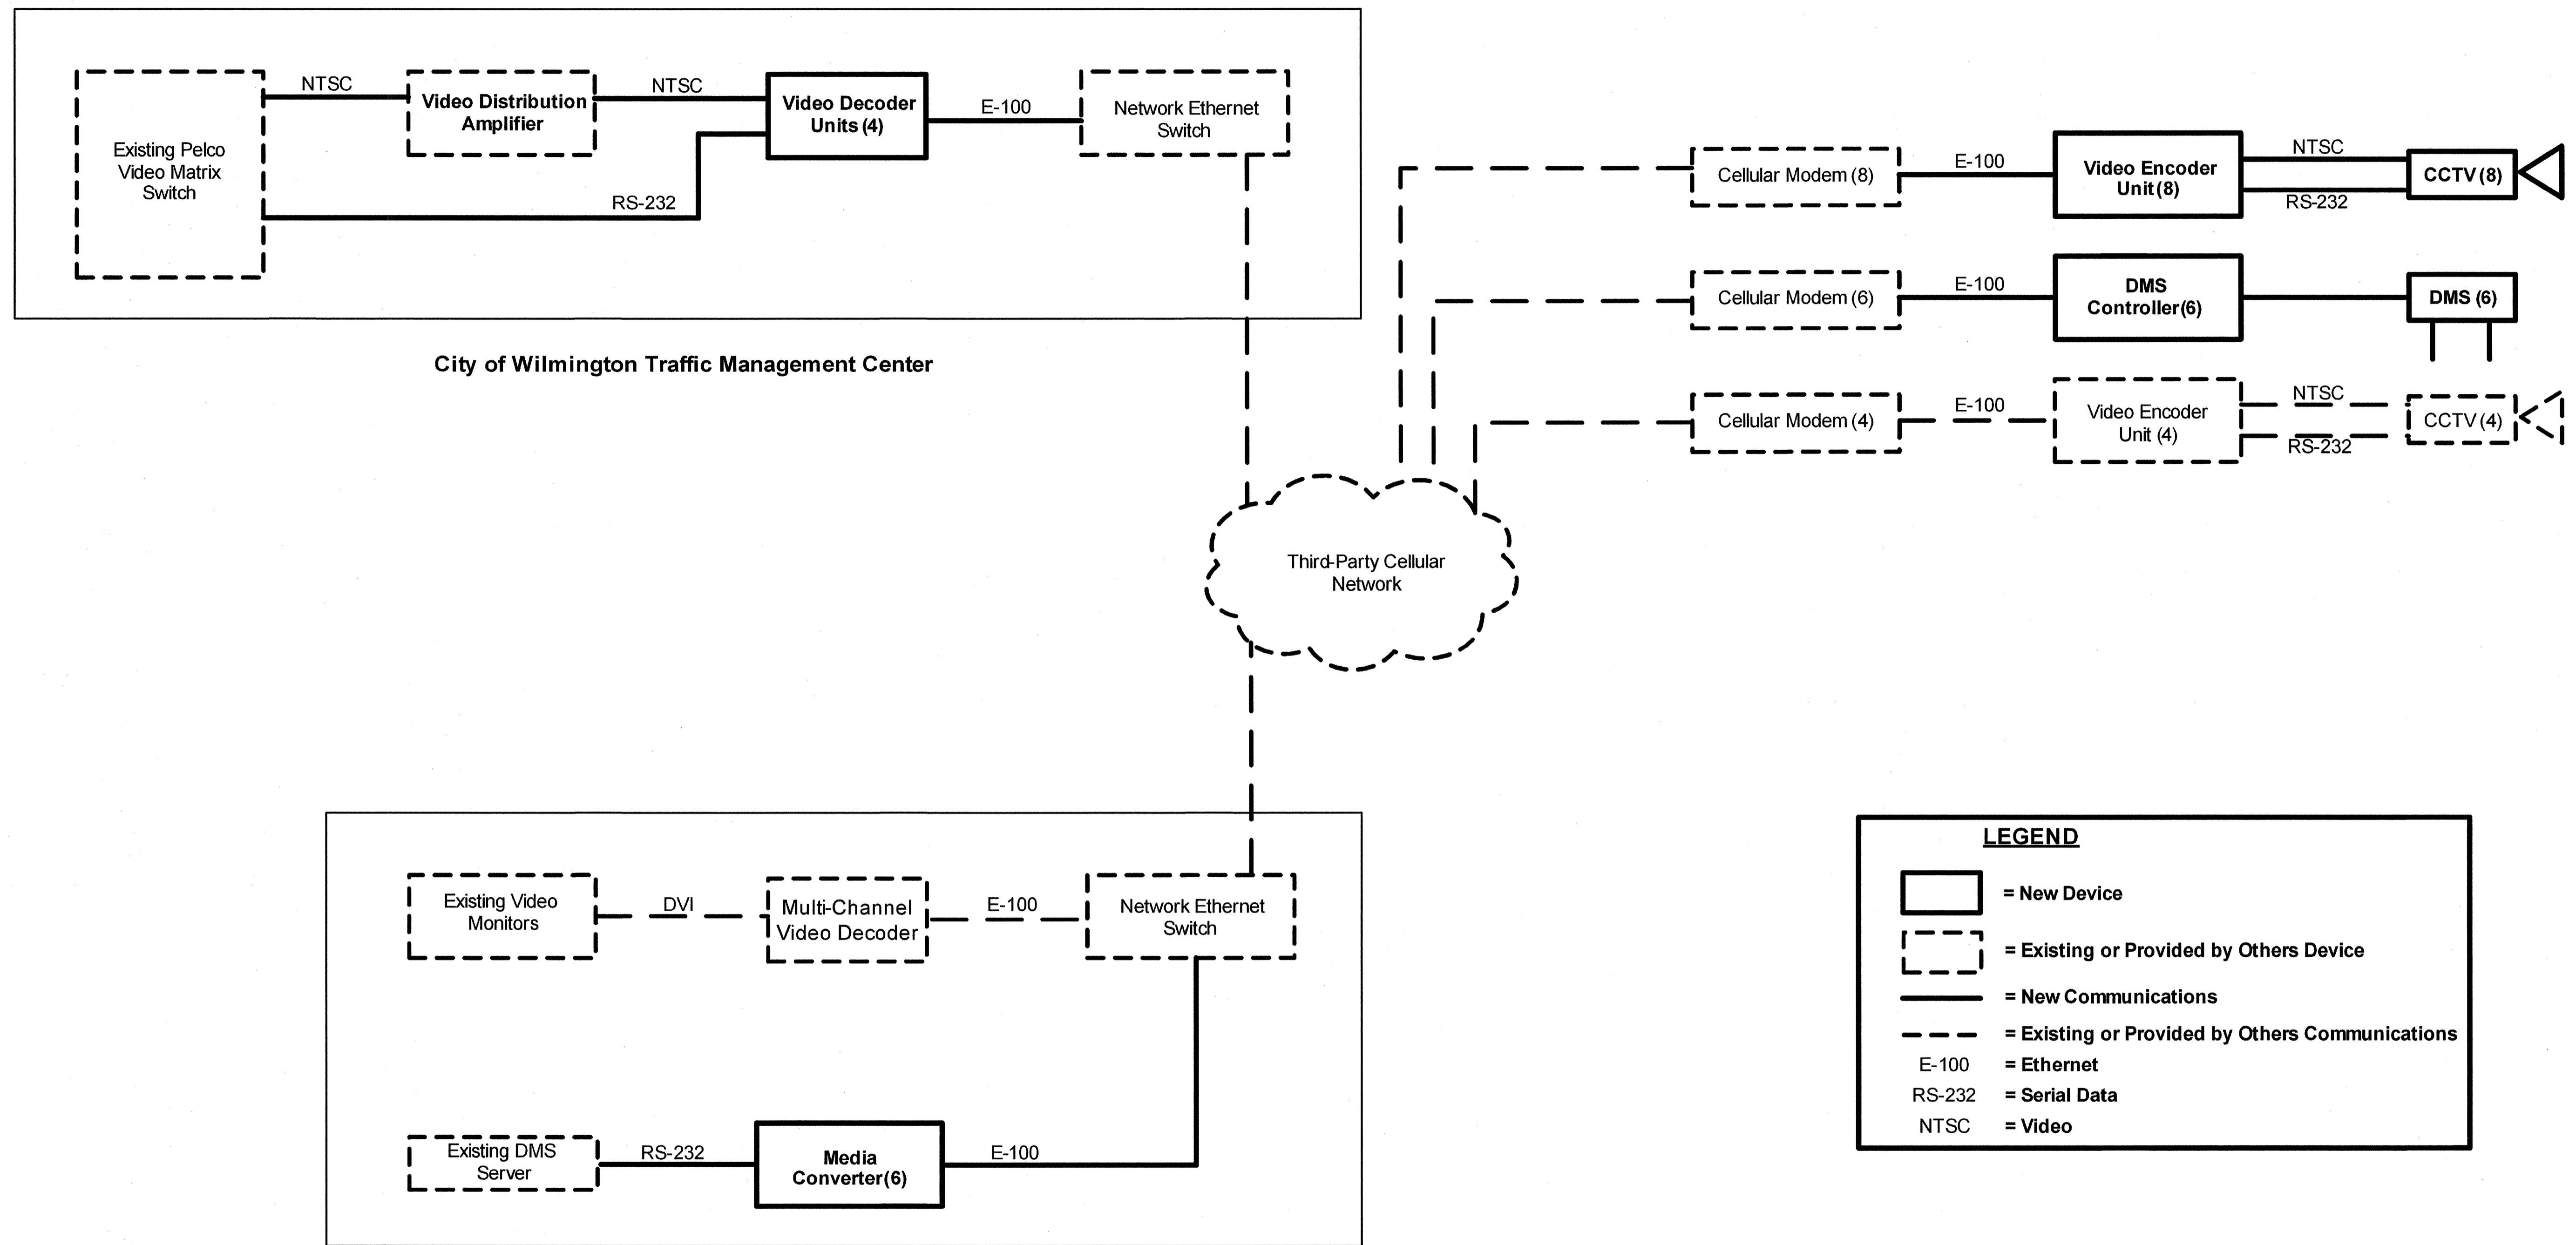 NTSC
NTSC
E-100
RS-232
Existing Pelco
Video Matrix
Switch
Video Distribution
Amplifier
Video Decoder
Units (4)
Network Ethernet
Switch
City of Wilmington Traffic Management Center
Cellular Modem (8)
E-100
Video Encoder
Unit (8)
NTSC
RS-232
CCTV (8)
Cellular Modem (6)
E-100
DMS
Controller (6)
DMS (6)
Cellular Modem (4)
E-100
Video Encoder
Unit (4)
NTSC
RS-232
CCTV (4)
Third-Party Cellular
Network
Existing Video
Monitors
DVI
Multi-Channel
Video Decoder
E-100
Network Ethernet
Switch
Existing DMS
Server
RS-232
Media
Converter (6)
E-100
LEGEND
= New Device
= Existing or Provided by Others Device
= New Communications
= Existing or Provided by Others Communications
E-100 = Ethernet
RS-232 = Serial Data
NTSC = Video